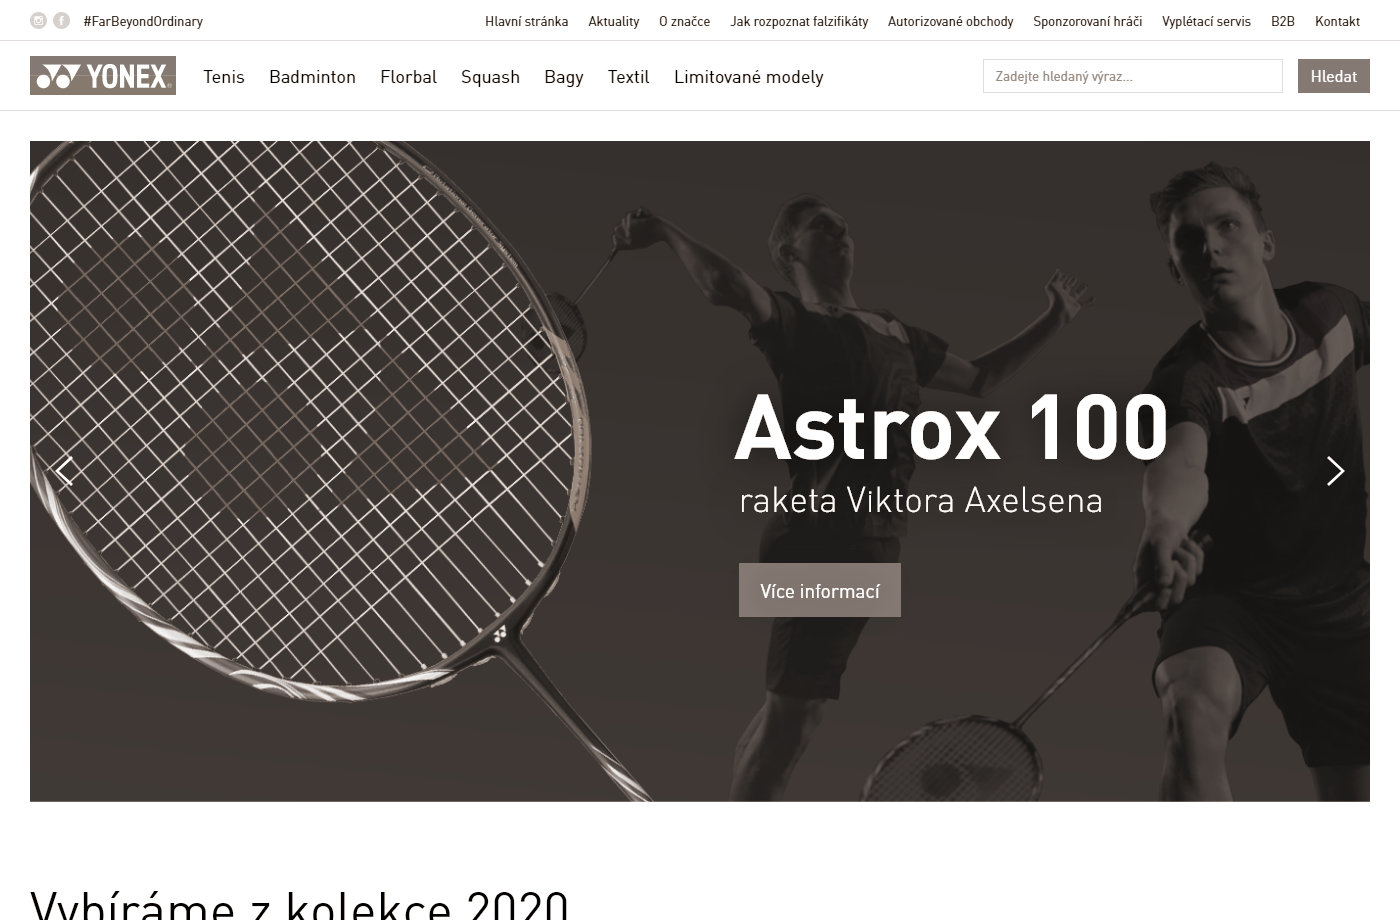 #FarBeyondOrdinary
Hlavní stránka Aktuality O značce Jak rozpoznat falzifikáty Autorizované obchody Sponzorovaní hráči Vyplétací servis B2B Kontakt
YONEX Tenis Badminton Florbal Squash Bagy Textil Limitované modely Zadejte hledaný výraz... Hledat
Astrox 100
raketa Viktora Axelsena
Více informací
Vybíráme z kolekce 2020